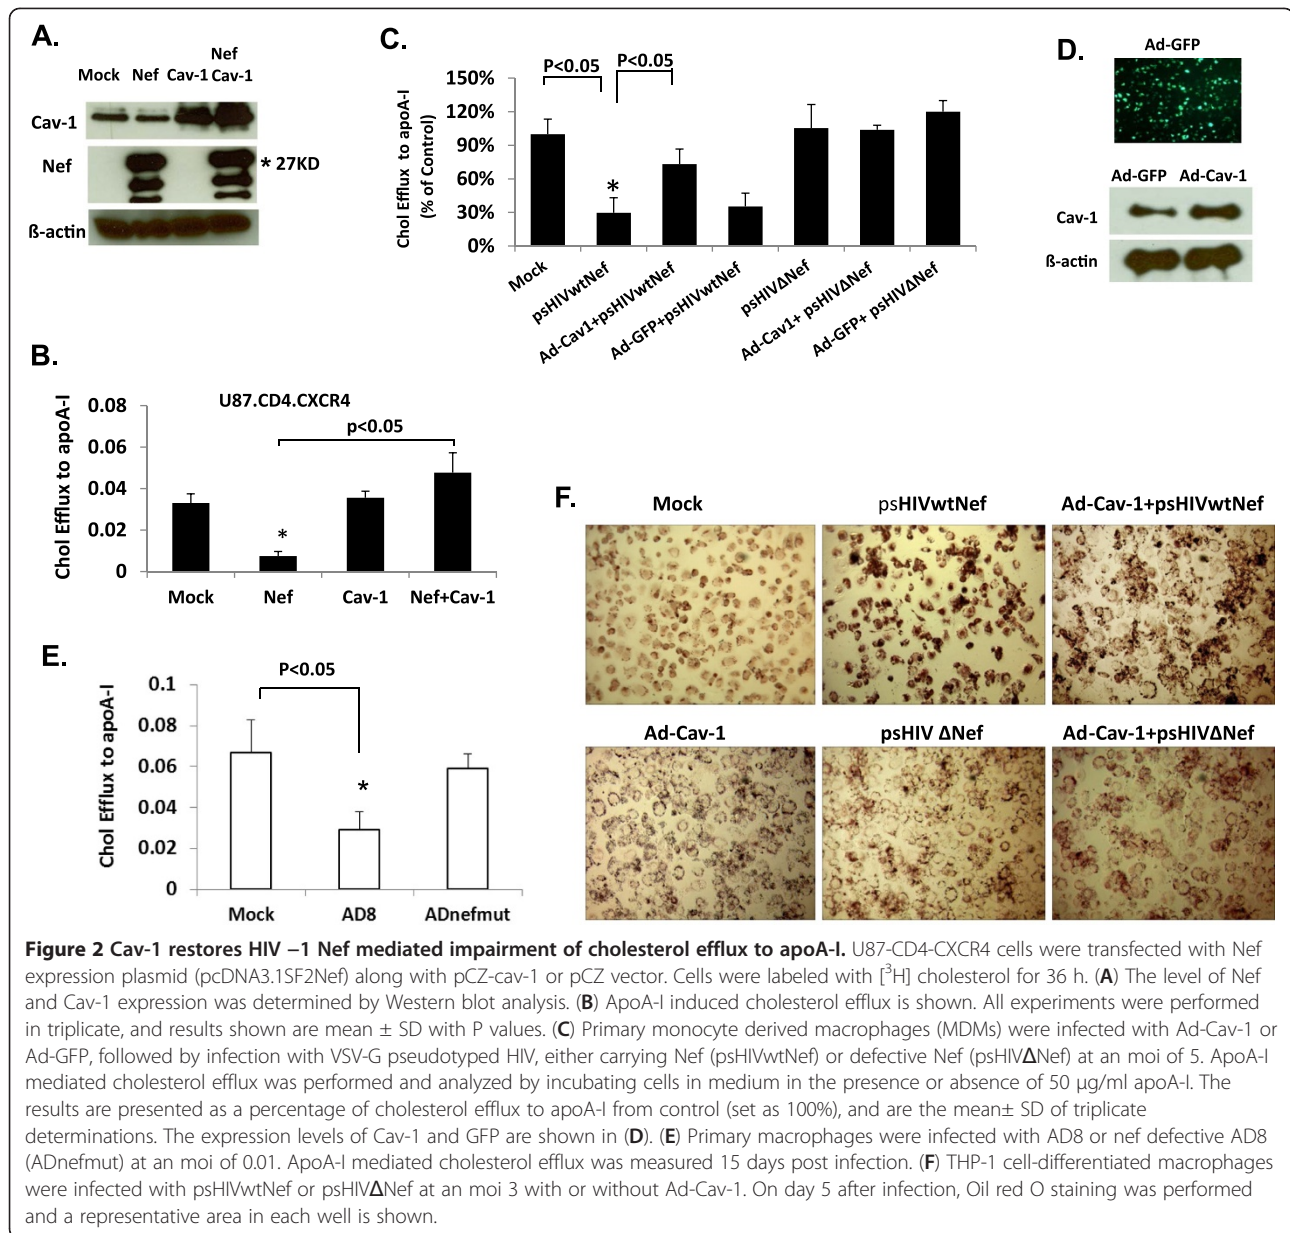 A.
Mock Nef Cav-1 Nef Cav-1
Cav-1
Nef
* 27KD
ß-actin
C.
P<0.05
P<0.05
Chol Efflux to apoA-I
(% of Control)
150%
120%
90%
60%
30%
0%
*
Mock
psHIVwtNef
Ad-Cav1+psHIVwtNef
Ad-GFP+psHIVwtNef
psHIVΔNef
Ad-Cav1+ psHIVΔNef
Ad-GFP+ psHIVΔNef
D.
Ad-GFP
Ad-GFP Ad-Cav-1
Cav-1
ß-actin
B.
U87.CD4.CXCR4
p<0.05
Chol Efflux to apoA-I
0.08
0.06
0.04
0.02
0
*
Mock Nef Cav-1 Nef+Cav-1
E.
P<0.05
Chol Efflux to apoA-I
0.1
0.08
0.06
0.04
0.02
0
*
Mock AD8 ADnefmut
F.
Mock psHIVwtNef Ad-Cav-1+psHIVwtNef
Ad-Cav-1 psHIV ΔNef Ad-Cav-1+psHIVΔNef
Figure 2 Cav-1 restores HIV −1 Nef mediated impairment of cholesterol efflux to apoA-I. U87-CD4-CXCR4 cells were transfected with Nef
expression plasmid (pcDNA3.1SF2Nef) along with pCZ-cav-1 or pCZ vector. Cells were labeled with [³H] cholesterol for 36 h. (A) The level of Nef
and Cav-1 expression was determined by Western blot analysis. (B) ApoA-I induced cholesterol efflux is shown. All experiments were performed
in triplicate, and results shown are mean ± SD with P values. (C) Primary monocyte derived macrophages (MDMs) were infected with Ad-Cav-1 or
Ad-GFP, followed by infection with VSV-G pseudotyped HIV, either carrying Nef (psHIVwtNef) or defective Nef (psHIVΔNef) at an moi of 5. ApoA-I
mediated cholesterol efflux was performed and analyzed by incubating cells in medium in the presence or absence of 50 μg/ml apoA-I. The
results are presented as a percentage of cholesterol efflux to apoA-I from control (set as 100%), and are the mean± SD of triplicate
determinations. The expression levels of Cav-1 and GFP are shown in (D). (E) Primary macrophages were infected with AD8 or nef defective AD8
(ADnefmut) at an moi of 0.01. ApoA-I mediated cholesterol efflux was measured 15 days post infection. (F) THP-1 cell-differentiated macrophages
were infected with psHIVwtNef or psHIVΔNef at an moi 3 with or without Ad-Cav-1. On day 5 after infection, Oil red O staining was performed
and a representative area in each well is shown.